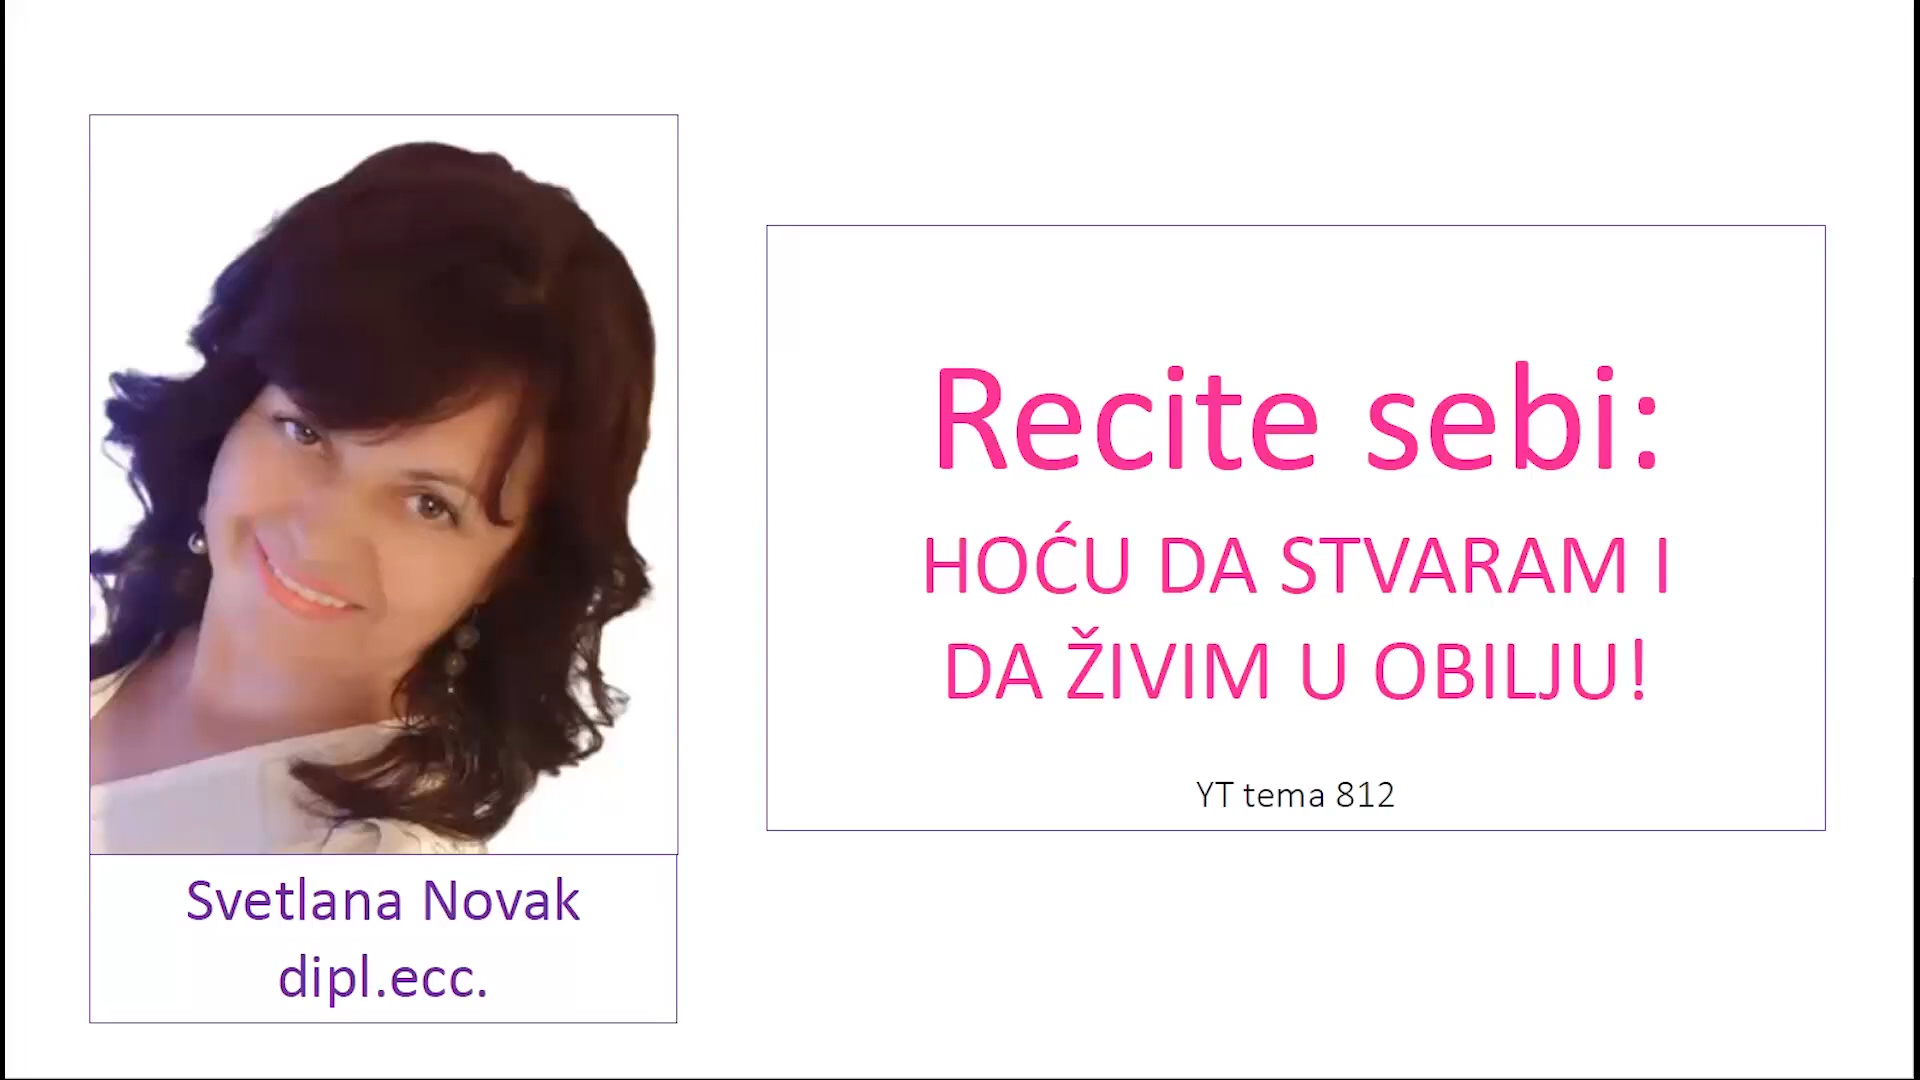 Recite sebi:
HOĆU DA STVARAM I
DA ŽIVIM U OBILJU!
YT tema 812
Svetlana Novak
dipl.ecc.